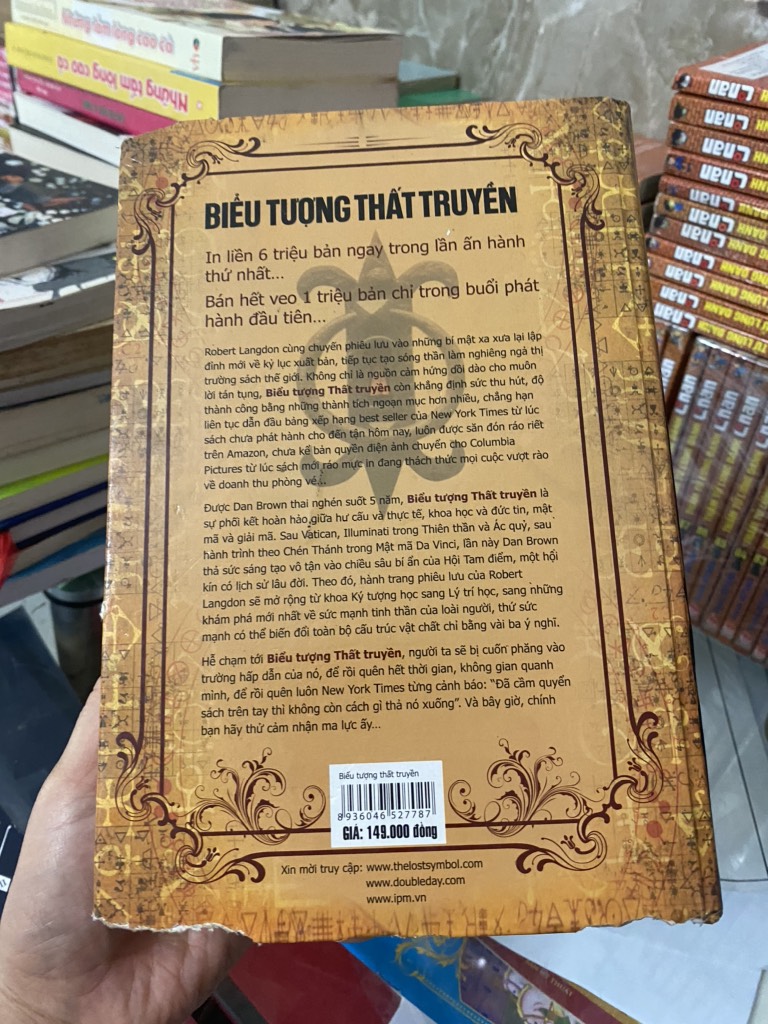 Những tấm lòng cao cả
Những tấm lòng cao cả
BIỂU TƯỢNG THẤT TRUYỀN
In liền 6 triệu bản ngay trong lần ấn hành
thứ nhất...
Bán hết veo 1 triệu bản chỉ trong buổi phát
hành đầu tiên...
Robert Langdon cùng chuyến phiêu lưu vào những bí mật xa xưa lại lập
đỉnh mới về kỷ lục xuất bản, tiếp tục tạo sóng thần làm nghiêng ngả thị
trường sách thế giới. Không chỉ là nguồn cảm hứng dồi dào cho muôn
lời tán tụng, Biểu tượng Thất truyền còn khẳng định sức thu hút, độ
thành công bằng những thành tích ngoạn mục hơn nhiều, chẳng hạn
liên tục dẫn đầu bảng xếp hạng best seller của New York Times từ lúc
sách chưa phát hành cho đến tận hôm nay, luôn được săn đón ráo riết
trên Amazon, chưa kể bản quyền điện ảnh chuyển cho Columbia
Pictures từ lúc sách mới ráo mực in đang thách thức mọi cuộc vượt rào
về doanh thu phòng vé...
Được Dan Brown thai nghén suốt 5 năm, Biểu tượng Thất truyền là
sự phối kết hoàn hảo giữa hư cấu và thực tế, khoa học và đức tin, mật
mã và giải mã. Sau Vatican, Illuminati trong Thiên thần và Ác quỷ, sau
hành trình theo Chén Thánh trong Mật mã Da Vinci, lần này Dan Brown
thả sức sáng tạo vô tận vào chiều sâu bí ẩn của Hội Tam điểm, một hội
kín có lịch sử lâu đời. Theo đó, hành trang phiêu lưu của Robert
Langdon sẽ mở rộng từ khoa Ký tượng học sang Lý trí học, sang những
khám phá mới nhất về sức mạnh tinh thần của loài người, thứ sức
mạnh có thể biến đổi toàn bộ cấu trúc vật chất chỉ bằng vài ba ý nghĩ.
Hễ chạm tới Biểu tượng Thất truyền, người ta sẽ bị cuốn phăng vào
trường hấp dẫn của nó, để rồi quên hết thời gian, không gian quanh
mình, để rồi quên luôn New York Times từng cảnh báo: “Đã cầm quyển
sách trên tay thì không còn cách gì thả nó xuống”. Và bây giờ, chính
bạn hãy thử cảm nhận ma lực ấy...
Biểu tượng thất truyền
8936046527787
GIÁ: 149.000 đồng
Xin mời truy cập: www.thelostsymbol.com
www.doubleday.com
www.ipm.vn